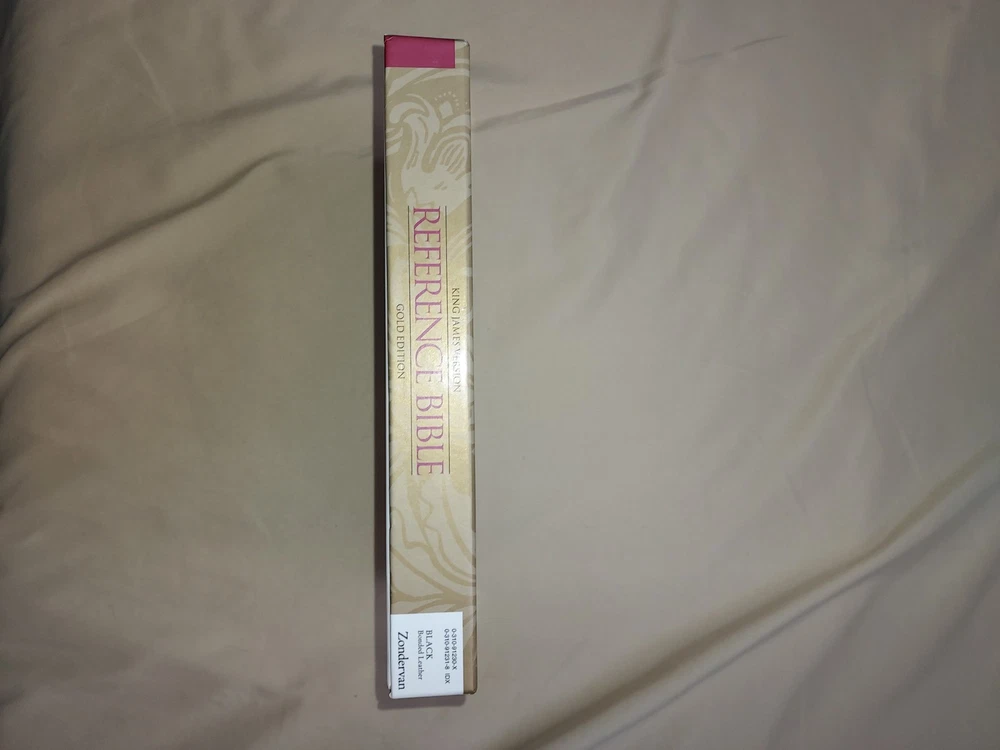 KING JAMES VERSION
REFERENCE BIBLE
GOLD EDITION
0-310-91230-X
0-310-91231-8 IDX
BLACK
Bonded Leather
Zondervan